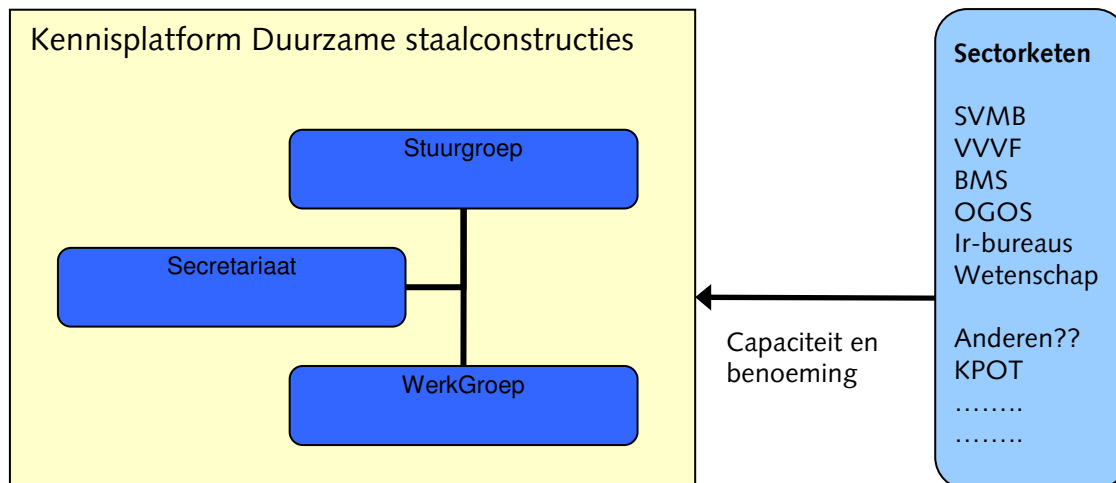 Kennisplatform Duurzame staalconstructies
Stuurgroep
Secretariaat
WerkGroep
Capaciteit en
benoeming
Sectorketen
SVMB
VVVF
BMS
OGOS
Ir-bureaus
Wetenschap
Anderen??
KPOT
........
........